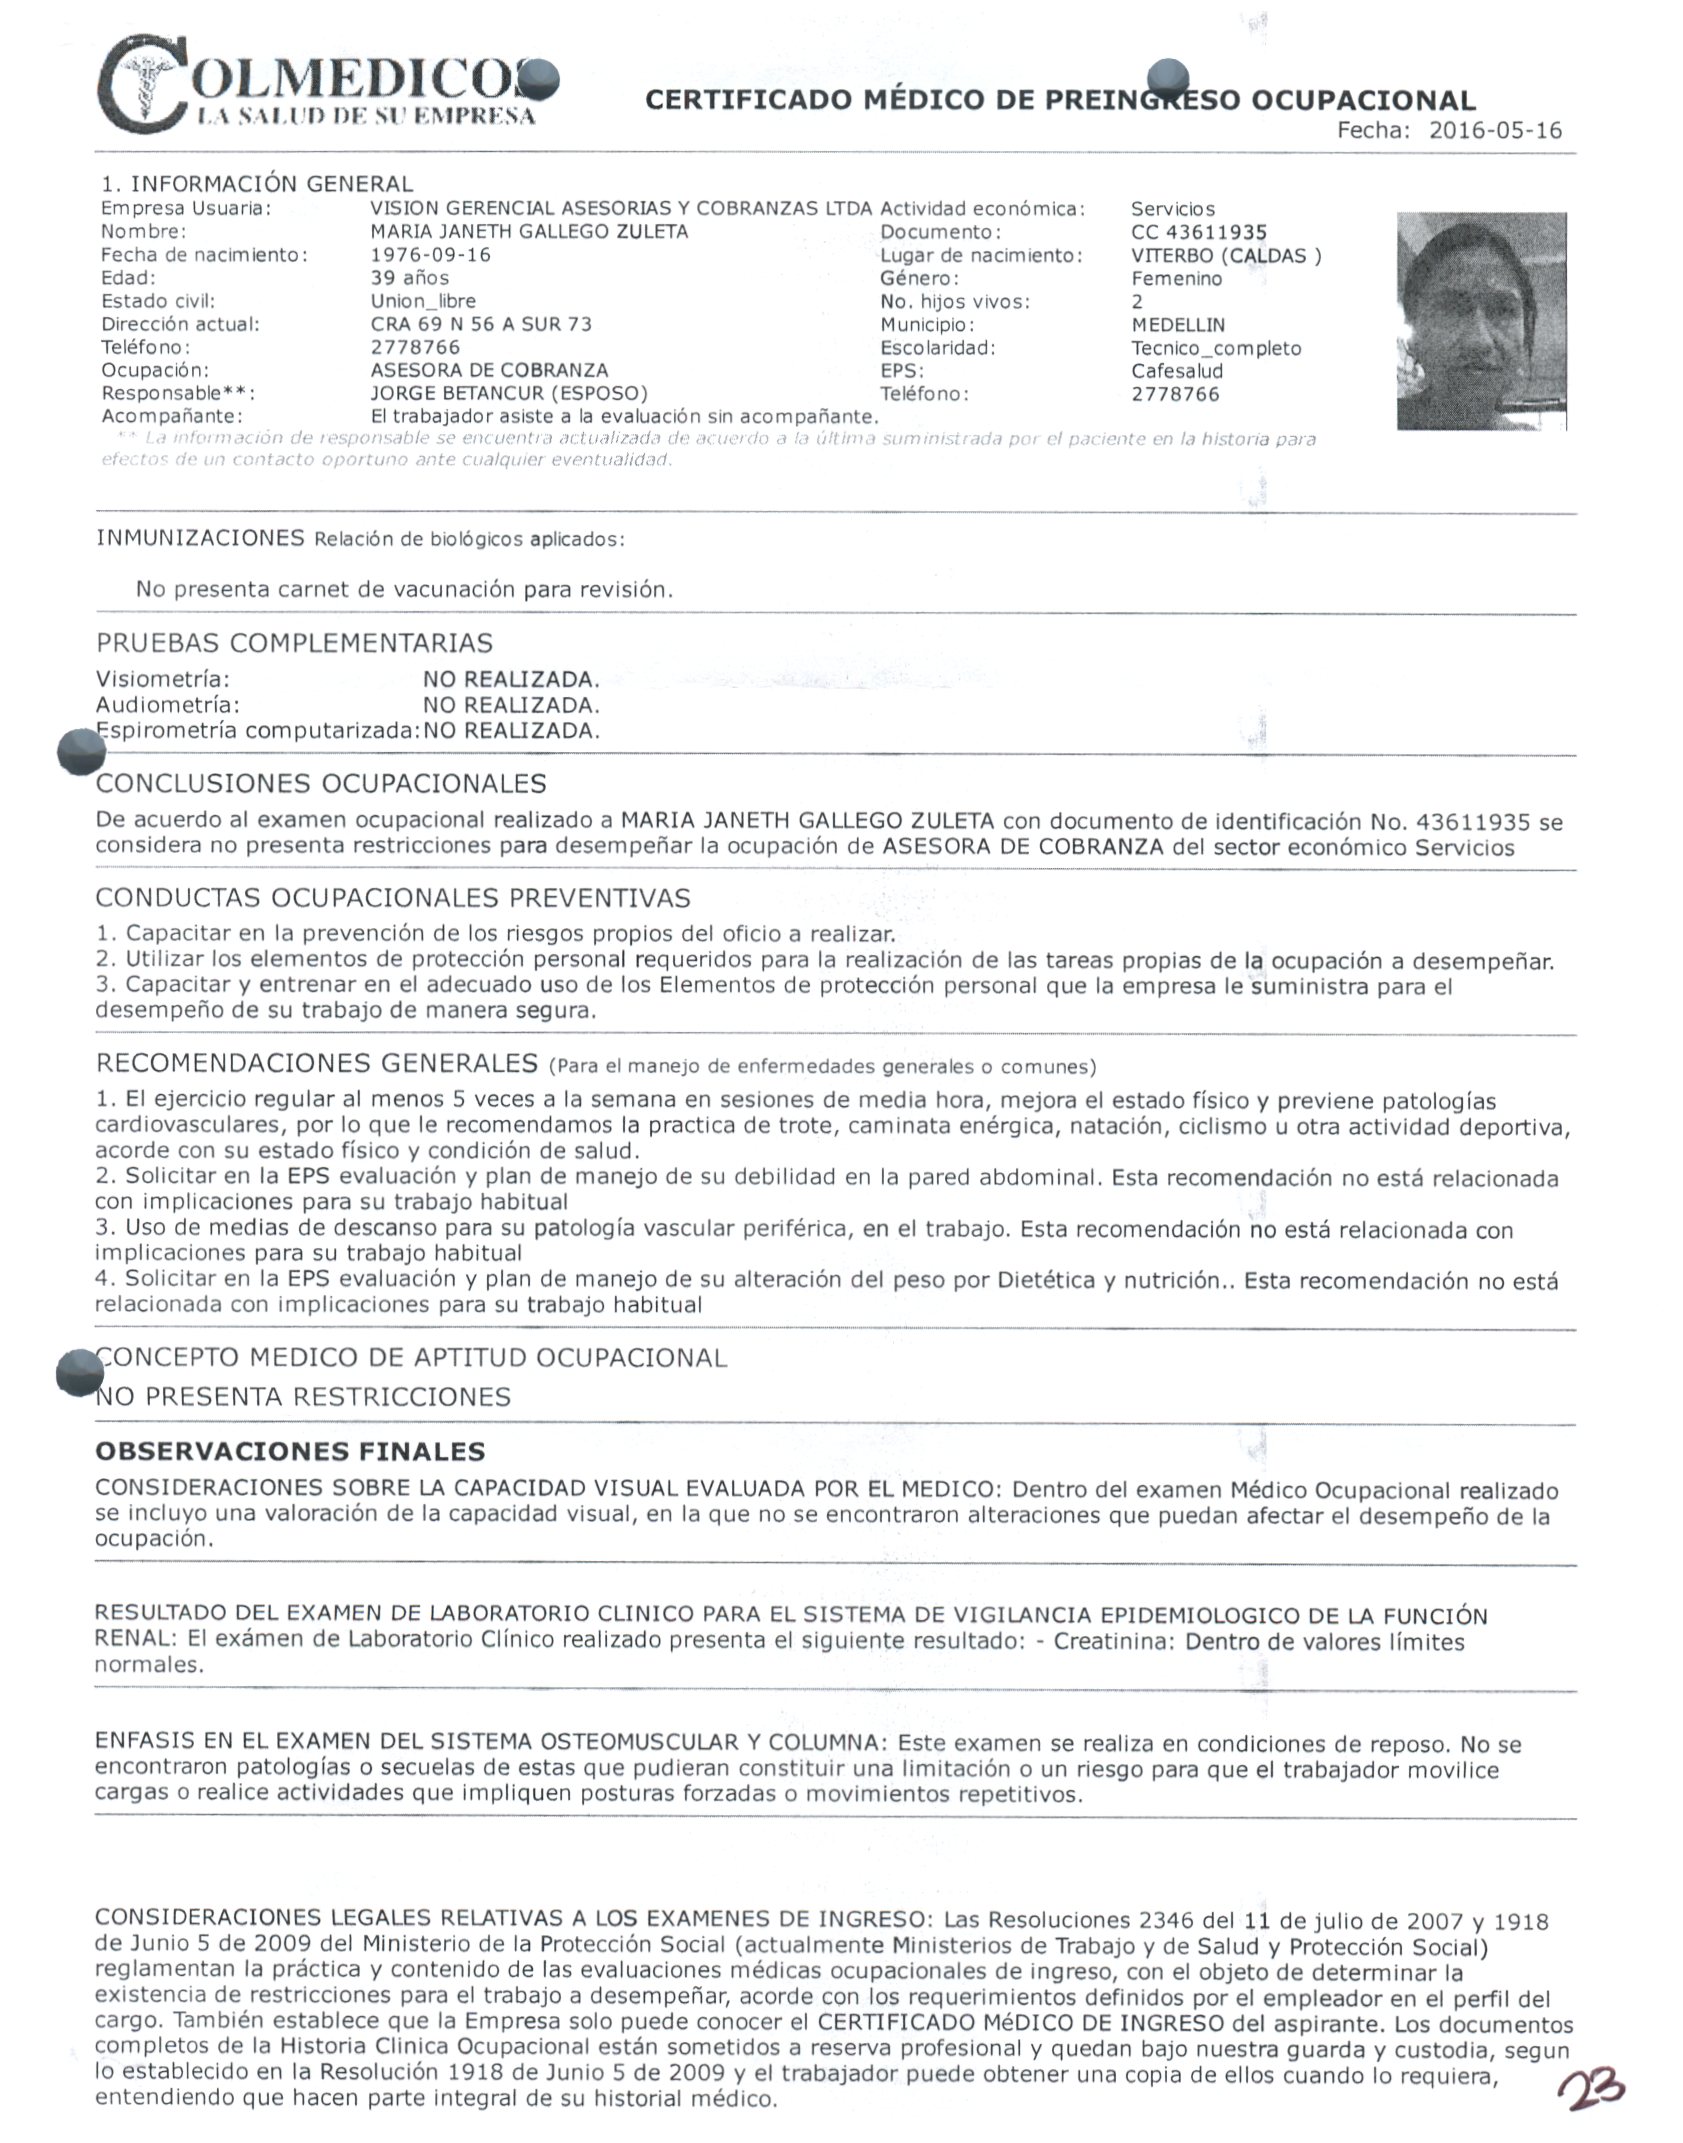 COLMEDICOS
LA SALUD DE SU EMPRESA
CERTIFICADO MÉDICO DE PREINGRESO OCUPACIONAL
Fecha: 2016-05-16
1. INFORMACIÓN GENERAL
Empresa Usuaria: VISION GERENCIAL ASESORIAS Y COBRANZAS LTDA Actividad económica: Servicios
Nombre: MARIA JANETH GALLEGO ZULETA Documento: CC 43611935
Fecha de nacimiento: 1976-09-16 Lugar de nacimiento: VITERBO (CALDAS )
Edad: 39 años Género: Femenino
Estado civil: Union_libre No. hijos vivos: 2
Dirección actual: CRA 69 N 56 A SUR 73 Municipio: MEDELLIN
Teléfono: 2778766 Escolaridad: Tecnico_completo
Ocupación: ASESORA DE COBRANZA EPS: Cafesalud
Responsable**: JORGE BETANCUR (ESPOSO) Teléfono: 2778766
Acompañante: El trabajador asiste a la evaluación sin acompañante.
** La información de responsable se encuentra actualizada de acuerdo a la última suministrada por el paciente en la historia para
efectos de un contacto oportuno ante cualquier eventualidad.
INMUNIZACIONES Relación de biológicos aplicados:
No presenta carnet de vacunación para revisión.
PRUEBAS COMPLEMENTARIAS
Visiometría: NO REALIZADA.
Audiometría: NO REALIZADA.
Espirometría computarizada: NO REALIZADA.
CONCLUSIONES OCUPACIONALES
De acuerdo al examen ocupacional realizado a MARIA JANETH GALLEGO ZULETA con documento de identificación No. 43611935 se
considera no presenta restricciones para desempeñar la ocupación de ASESORA DE COBRANZA del sector económico Servicios
CONDUCTAS OCUPACIONALES PREVENTIVAS
1. Capacitar en la prevención de los riesgos propios del oficio a realizar.
2. Utilizar los elementos de protección personal requeridos para la realización de las tareas propias de la ocupación a desempeñar.
3. Capacitar y entrenar en el adecuado uso de los Elementos de protección personal que la empresa le suministra para el
desempeño de su trabajo de manera segura.
RECOMENDACIONES GENERALES (Para el manejo de enfermedades generales o comunes)
1. El ejercicio regular al menos 5 veces a la semana en sesiones de media hora, mejora el estado físico y previene patologías
cardiovasculares, por lo que le recomendamos la practica de trote, caminata enérgica, natación, ciclismo u otra actividad deportiva,
acorde con su estado físico y condición de salud.
2. Solicitar en la EPS evaluación y plan de manejo de su debilidad en la pared abdominal. Esta recomendación no está relacionada
con implicaciones para su trabajo habitual
3. Uso de medias de descanso para su patología vascular periférica, en el trabajo. Esta recomendación no está relacionada con
implicaciones para su trabajo habitual
4. Solicitar en la EPS evaluación y plan de manejo de su alteración del peso por Dietética y nutrición.. Esta recomendación no está
relacionada con implicaciones para su trabajo habitual
CONCEPTO MEDICO DE APTITUD OCUPACIONAL
NO PRESENTA RESTRICCIONES
OBSERVACIONES FINALES
CONSIDERACIONES SOBRE LA CAPACIDAD VISUAL EVALUADA POR EL MEDICO: Dentro del examen Médico Ocupacional realizado
se incluyo una valoración de la capacidad visual, en la que no se encontraron alteraciones que puedan afectar el desempeño de la
ocupación.
RESULTADO DEL EXAMEN DE LABORATORIO CLINICO PARA EL SISTEMA DE VIGILANCIA EPIDEMIOLOGICO DE LA FUNCIÓN
RENAL: El exámen de Laboratorio Clínico realizado presenta el siguiente resultado: - Creatinina: Dentro de valores límites
normales.
ENFASIS EN EL EXAMEN DEL SISTEMA OSTEOMUSCULAR Y COLUMNA: Este examen se realiza en condiciones de reposo. No se
encontraron patologías o secuelas de estas que pudieran constituir una limitación o un riesgo para que el trabajador movilice
cargas o realice actividades que impliquen posturas forzadas o movimientos repetitivos.
CONSIDERACIONES LEGALES RELATIVAS A LOS EXAMENES DE INGRESO: Las Resoluciones 2346 del 11 de julio de 2007 y 1918
de Junio 5 de 2009 del Ministerio de la Protección Social (actualmente Ministerios de Trabajo y de Salud y Protección Social)
reglamentan la práctica y contenido de las evaluaciones médicas ocupacionales de ingreso, con el objeto de determinar la
existencia de restricciones para el trabajo a desempeñar, acorde con los requerimientos definidos por el empleador en el perfil del
cargo. También establece que la Empresa solo puede conocer el CERTIFICADO MéDICO DE INGRESO del aspirante. Los documentos
completos de la Historia Clinica Ocupacional están sometidos a reserva profesional y quedan bajo nuestra guarda y custodia, segun
lo establecido en la Resolución 1918 de Junio 5 de 2009 y el trabajador puede obtener una copia de ellos cuando lo requiera,
entendiendo que hacen parte integral de su historial médico.
23